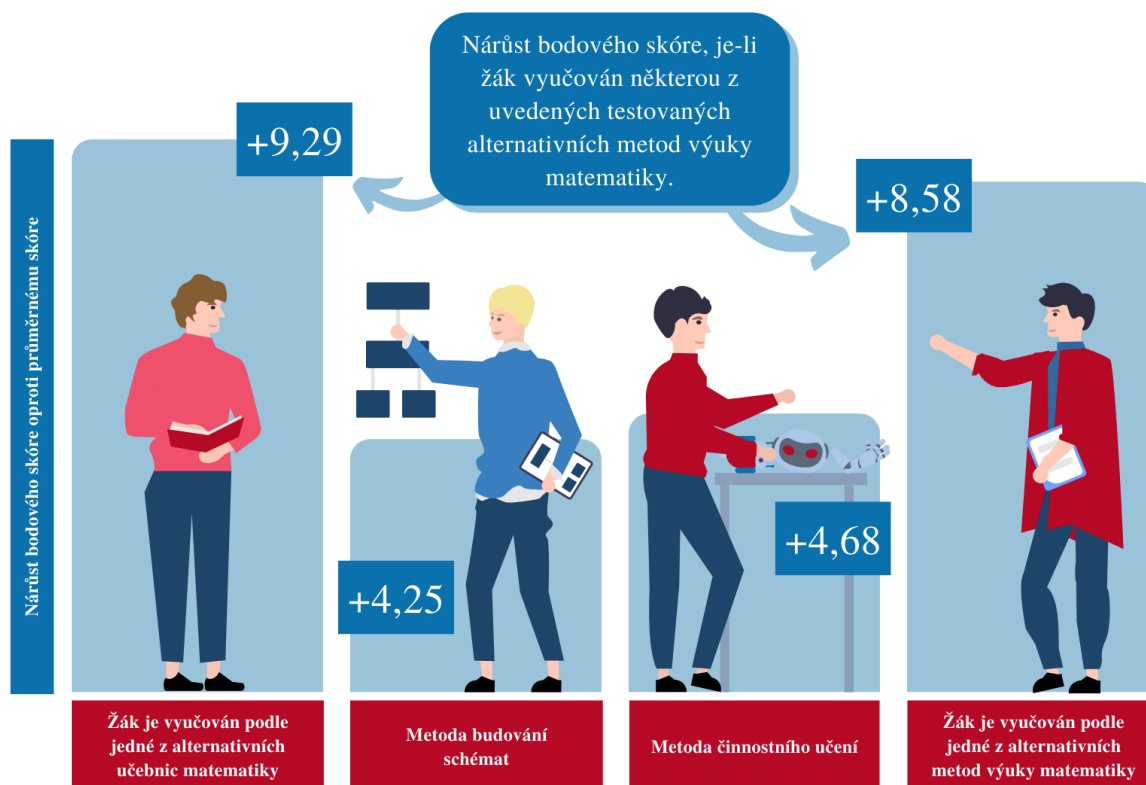 Nárůst bodového skóre, je-li
žák vyučován některou z
uvedených testovaných
alternativních metod výuky
matematiky.
+9,29
+8,58
Nárůst bodového skóre oproti průměrnému skóre
+4,25
+4,68
Žák je vyučován podle
jedné z alternativních
učebnic matematiky
Metoda budování
schémat
Metoda činnostního učení
Žák je vyučován podle
jedné z alternativních
metod výuky matematiky